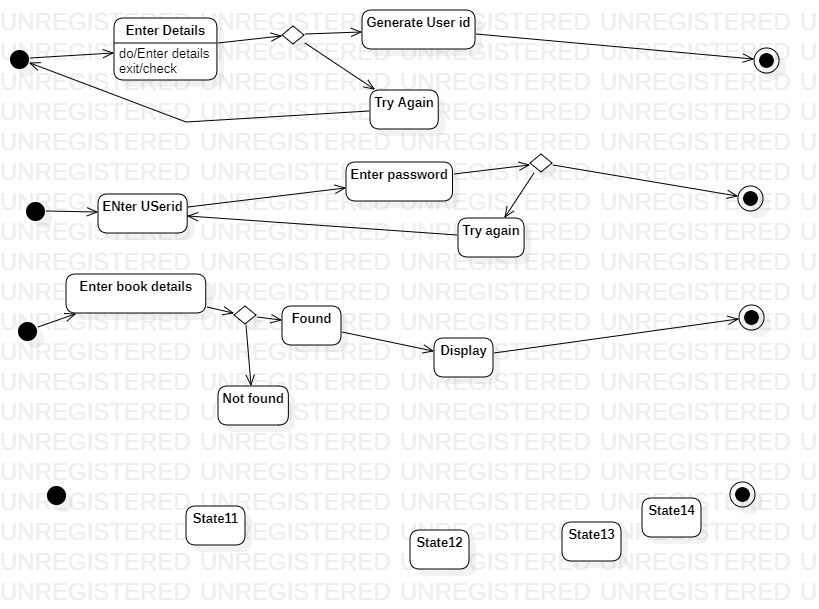 UNREGISTERED UNREGISTERED UNREGISTERED UNREGISTERED U
Enter Details
do/Enter details
exit/check
Generate User id
Try Again
ENter USerid
Enter password
Try again
Enter book details
Found
Display
Not found
State11
State12
State13
State14